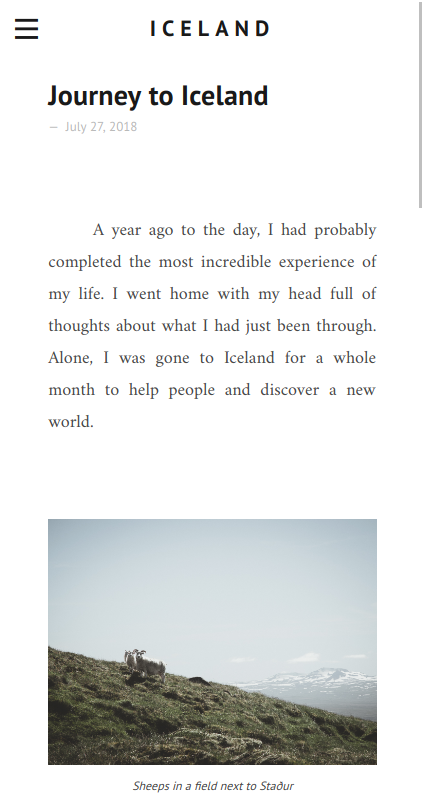 ICELAND
Journey to Iceland
— July 27, 2018
A year ago to the day, I had probably
completed the most incredible experience of
my life. I went home with my head full of
thoughts about what I had just been through.
Alone, I was gone to Iceland for a whole
month to help people and discover a new
world.
Sheeps in a field next to Staður